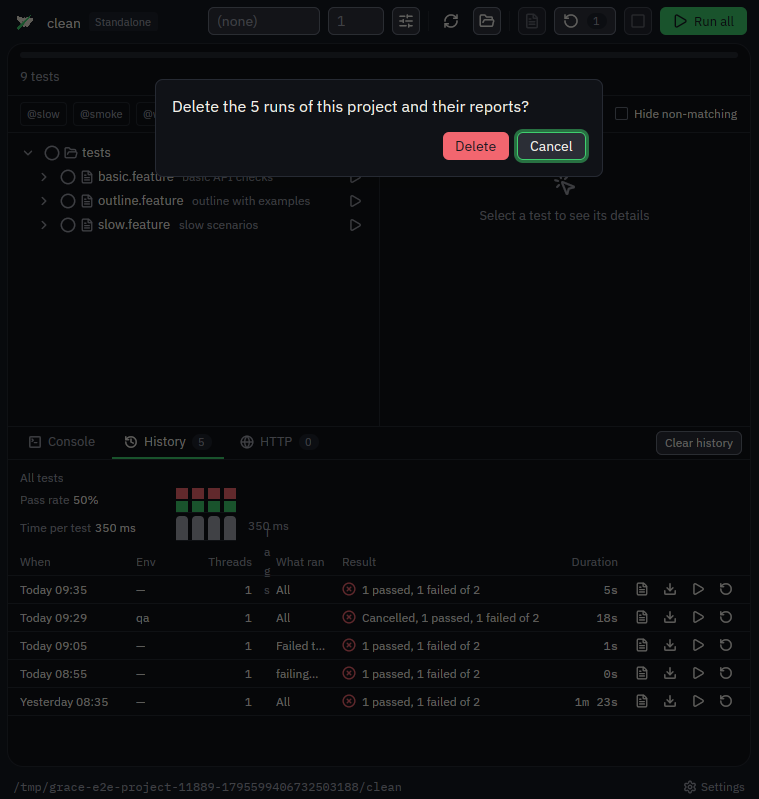 clean Standalone (none) 1 1 Run all
9 tests
@slow @smoke Hide non-matching
Delete the 5 runs of this project and their reports?
Delete Cancel
tests
basic.feature basic API checks
outline.feature outline with examples
slow.feature slow scenarios
Select a test to see its details
Console History 5 HTTP 0 Clear history
All tests
Pass rate 50%
Time per test 350 ms 350 ms
When Env Threads Tags What ran Result Duration
Today 09:35 — 1 All 1 passed, 1 failed of 2 5s
Today 09:29 qa 1 All Cancelled, 1 passed, 1 failed of 2 18s
Today 09:05 — 1 Failed t... 1 passed, 1 failed of 2 1s
Today 08:55 — 1 failing... 1 passed, 1 failed of 2 0s
Yesterday 08:35 — 1 All 1 passed, 1 failed of 2 1m 23s
/tmp/grace-e2e-project-11889-1795599406732503188/clean Settings